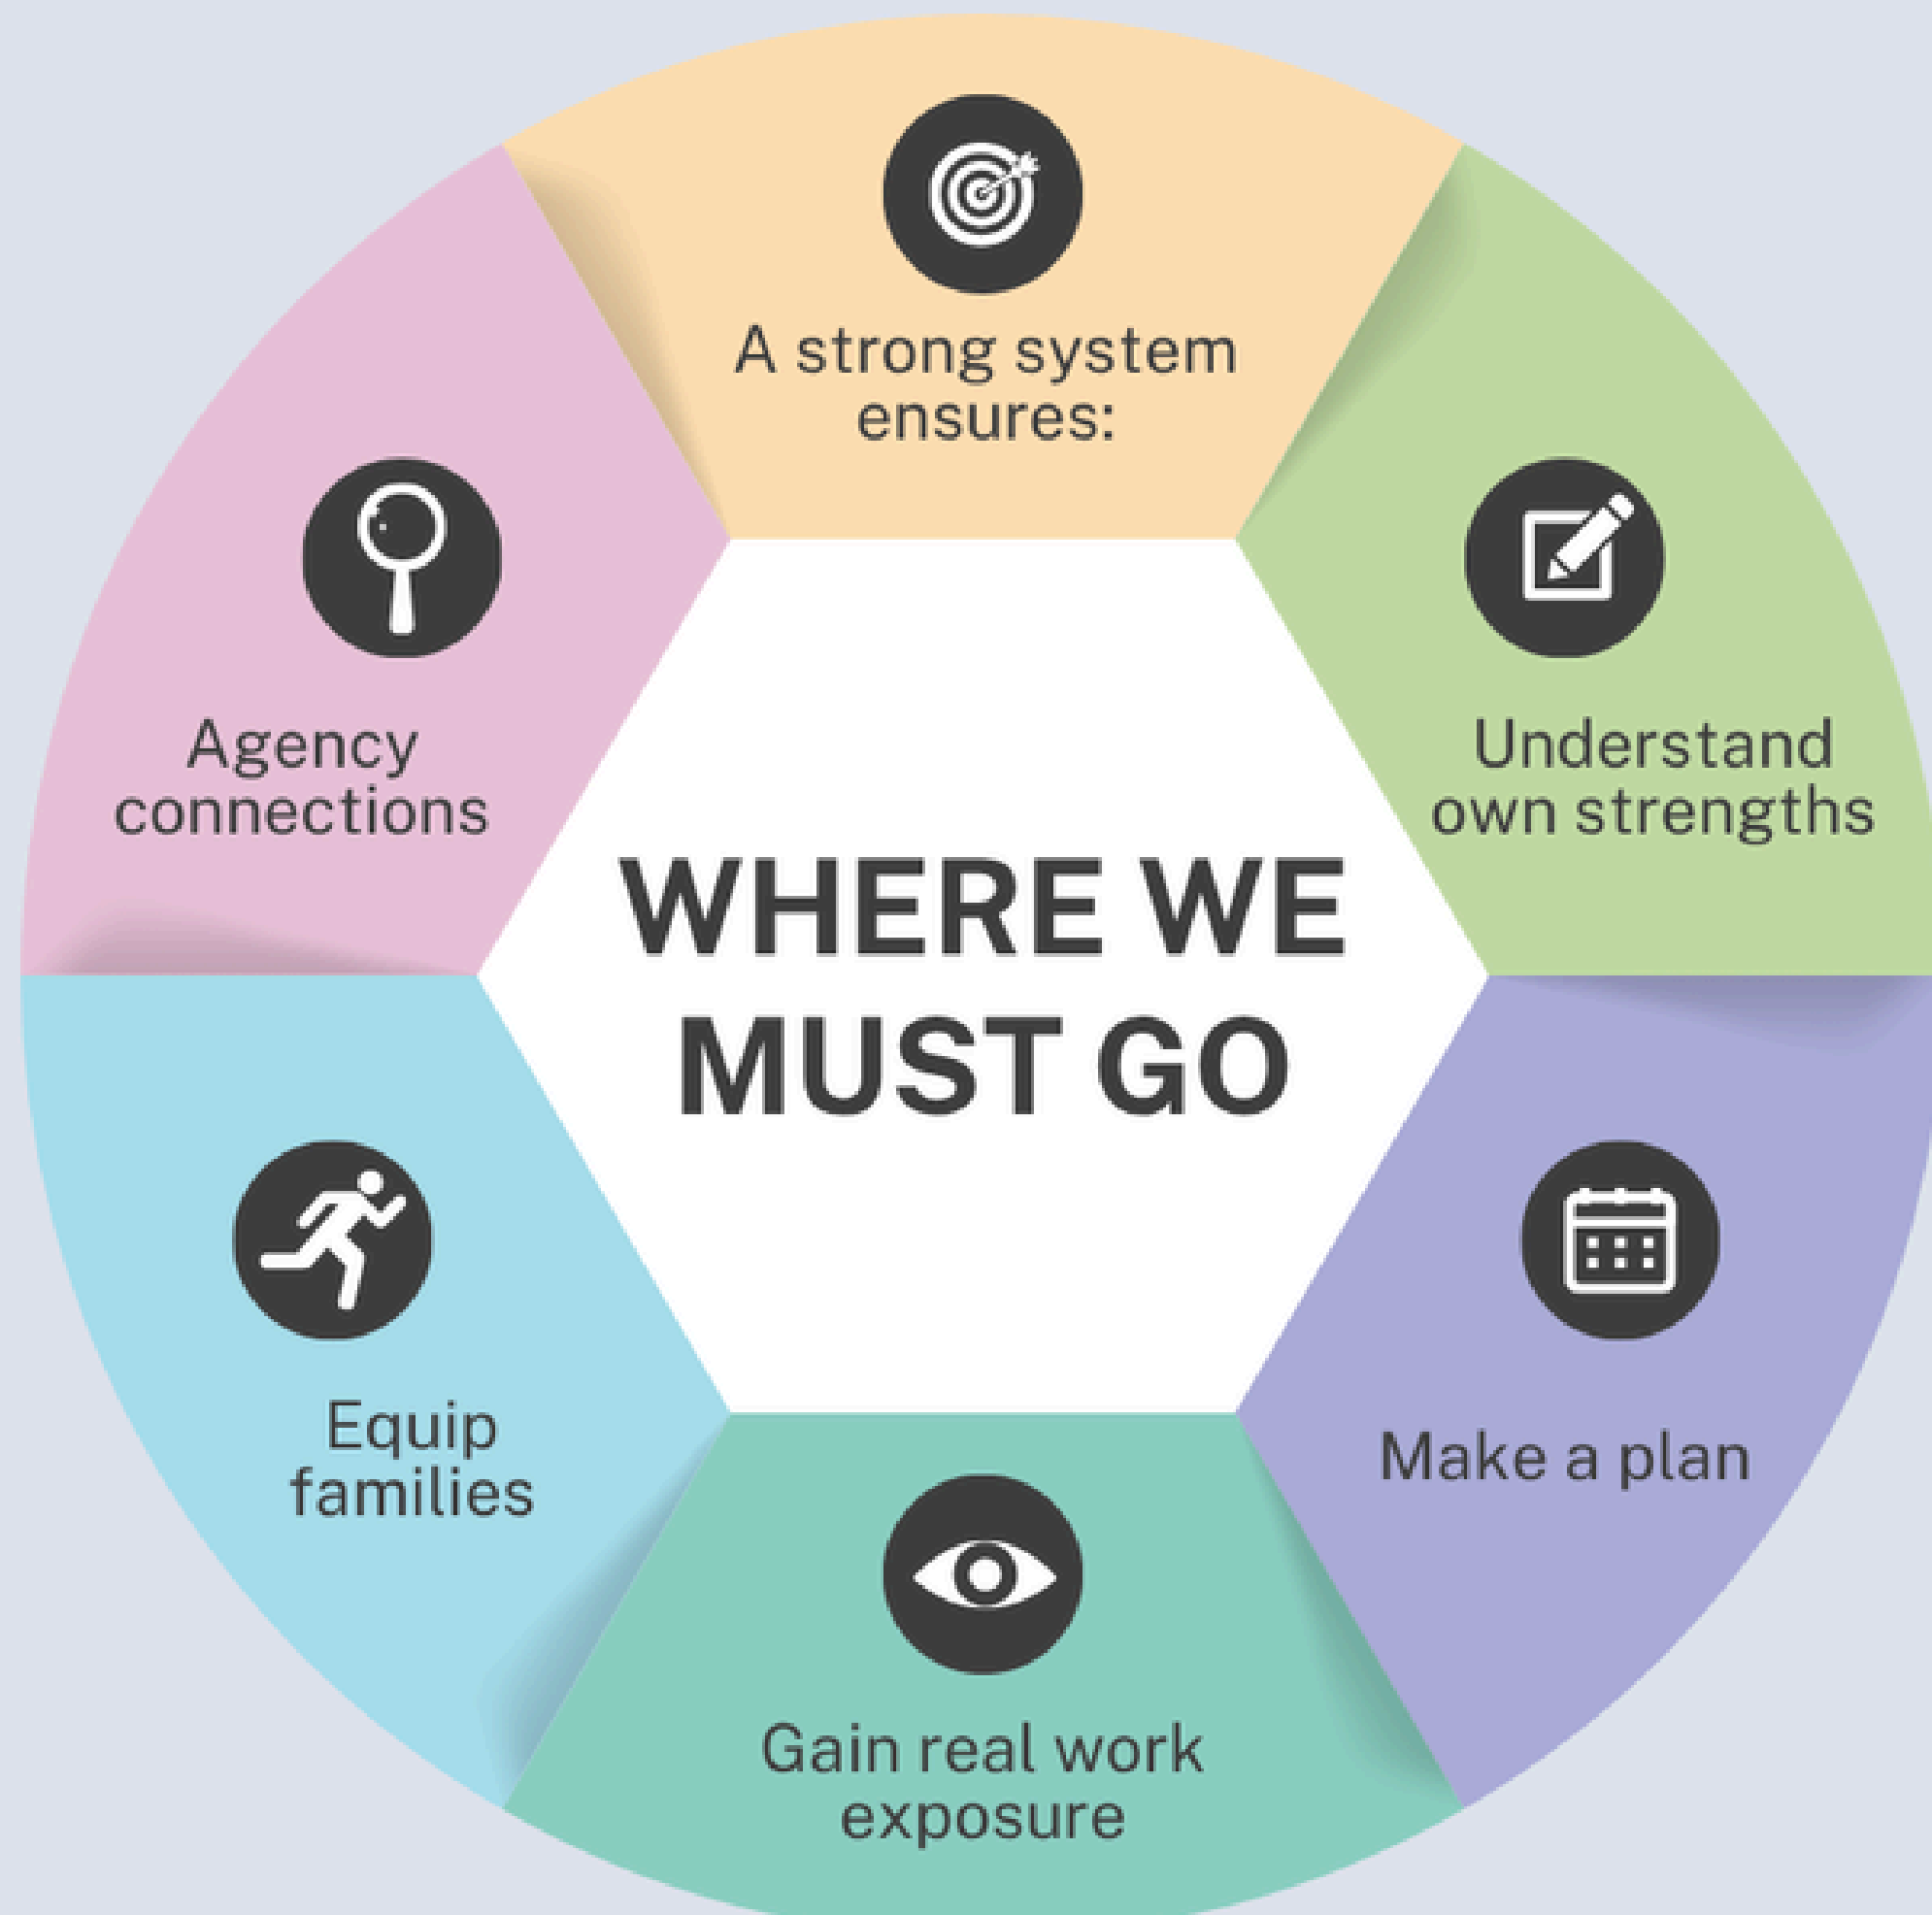 A strong system
ensures:
Understand
own strengths
Make a plan
Gain real work
exposure
Equip
families
Agency
connections
WHERE WE
MUST GO